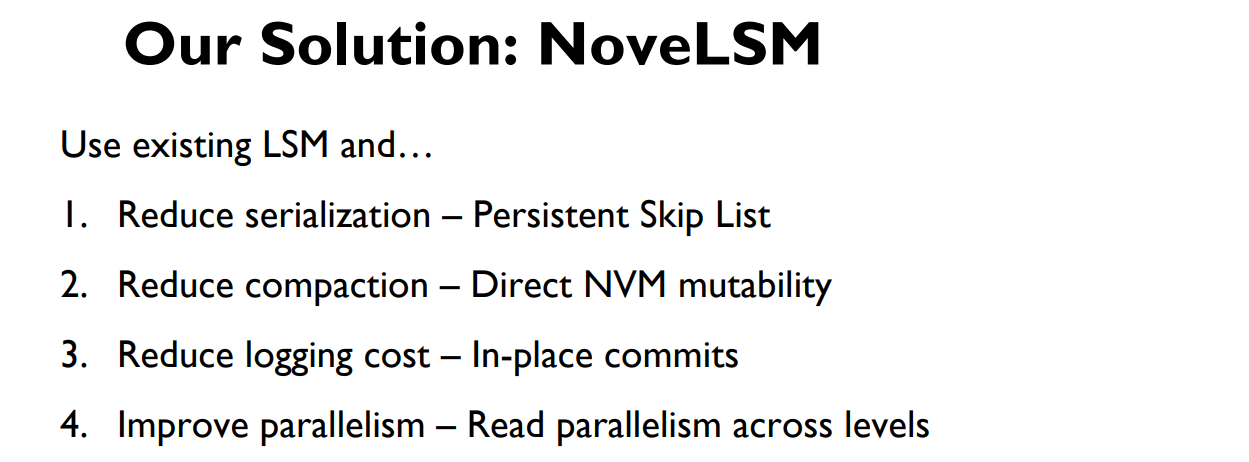 Our Solution: NoveLSM
Use existing LSM and…
1. Reduce serialization – Persistent Skip List
2. Reduce compaction – Direct NVM mutability
3. Reduce logging cost – In-place commits
4. Improve parallelism – Read parallelism across levels